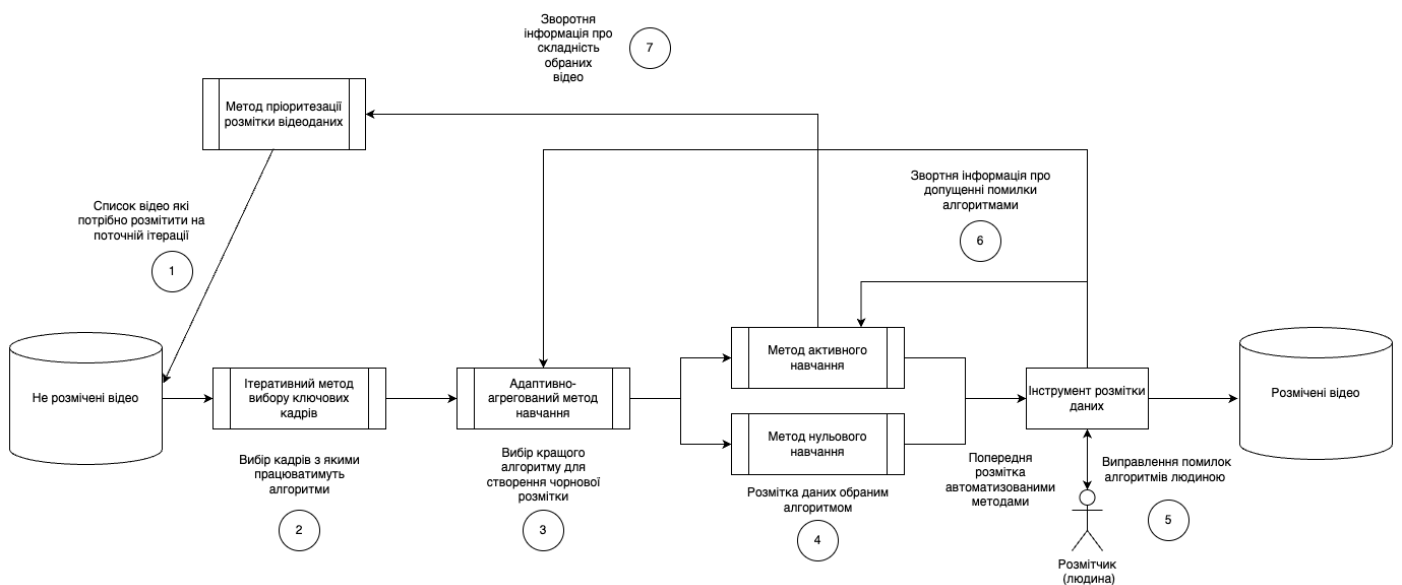 Зворотня
інформація про
складність
обраних
відео
7
Метод пріоритезації
розмітки відеоданих
Звортня інформація про
допущенні помилки
алгоритмами
6
Список відео які
потрібно розмітити на
поточній ітерації
1
Не розмічені відео
Ітеративний метод
вибору ключових
кадрів
Адаптивно-
агрегований метод
навчання
Метод активного
навчання
Метод нульового
навчання
Інструмент розмітки
даних
Розмічені відео
Вибір кадрів з якими
працюватимуть
алгоритми
2
Вибір кращого
алгоритму для
створення чорнової
розмітки
3
Розмітка даних обраним
алгоритмом
4
Попередня
розмітка
автоматизованими
методами
Виправлення помилок
алгоритмів людиною
5
Розмітчик
(людина)